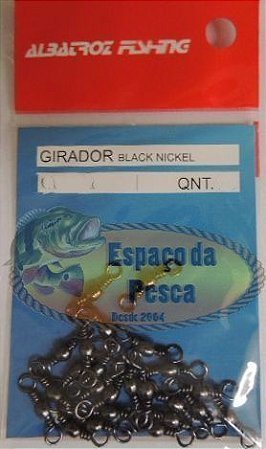 ALBATROZ FISHING
GIRADOR BLACK NICKEL
QNT.
Espaço da
Pesca
Desde 2004